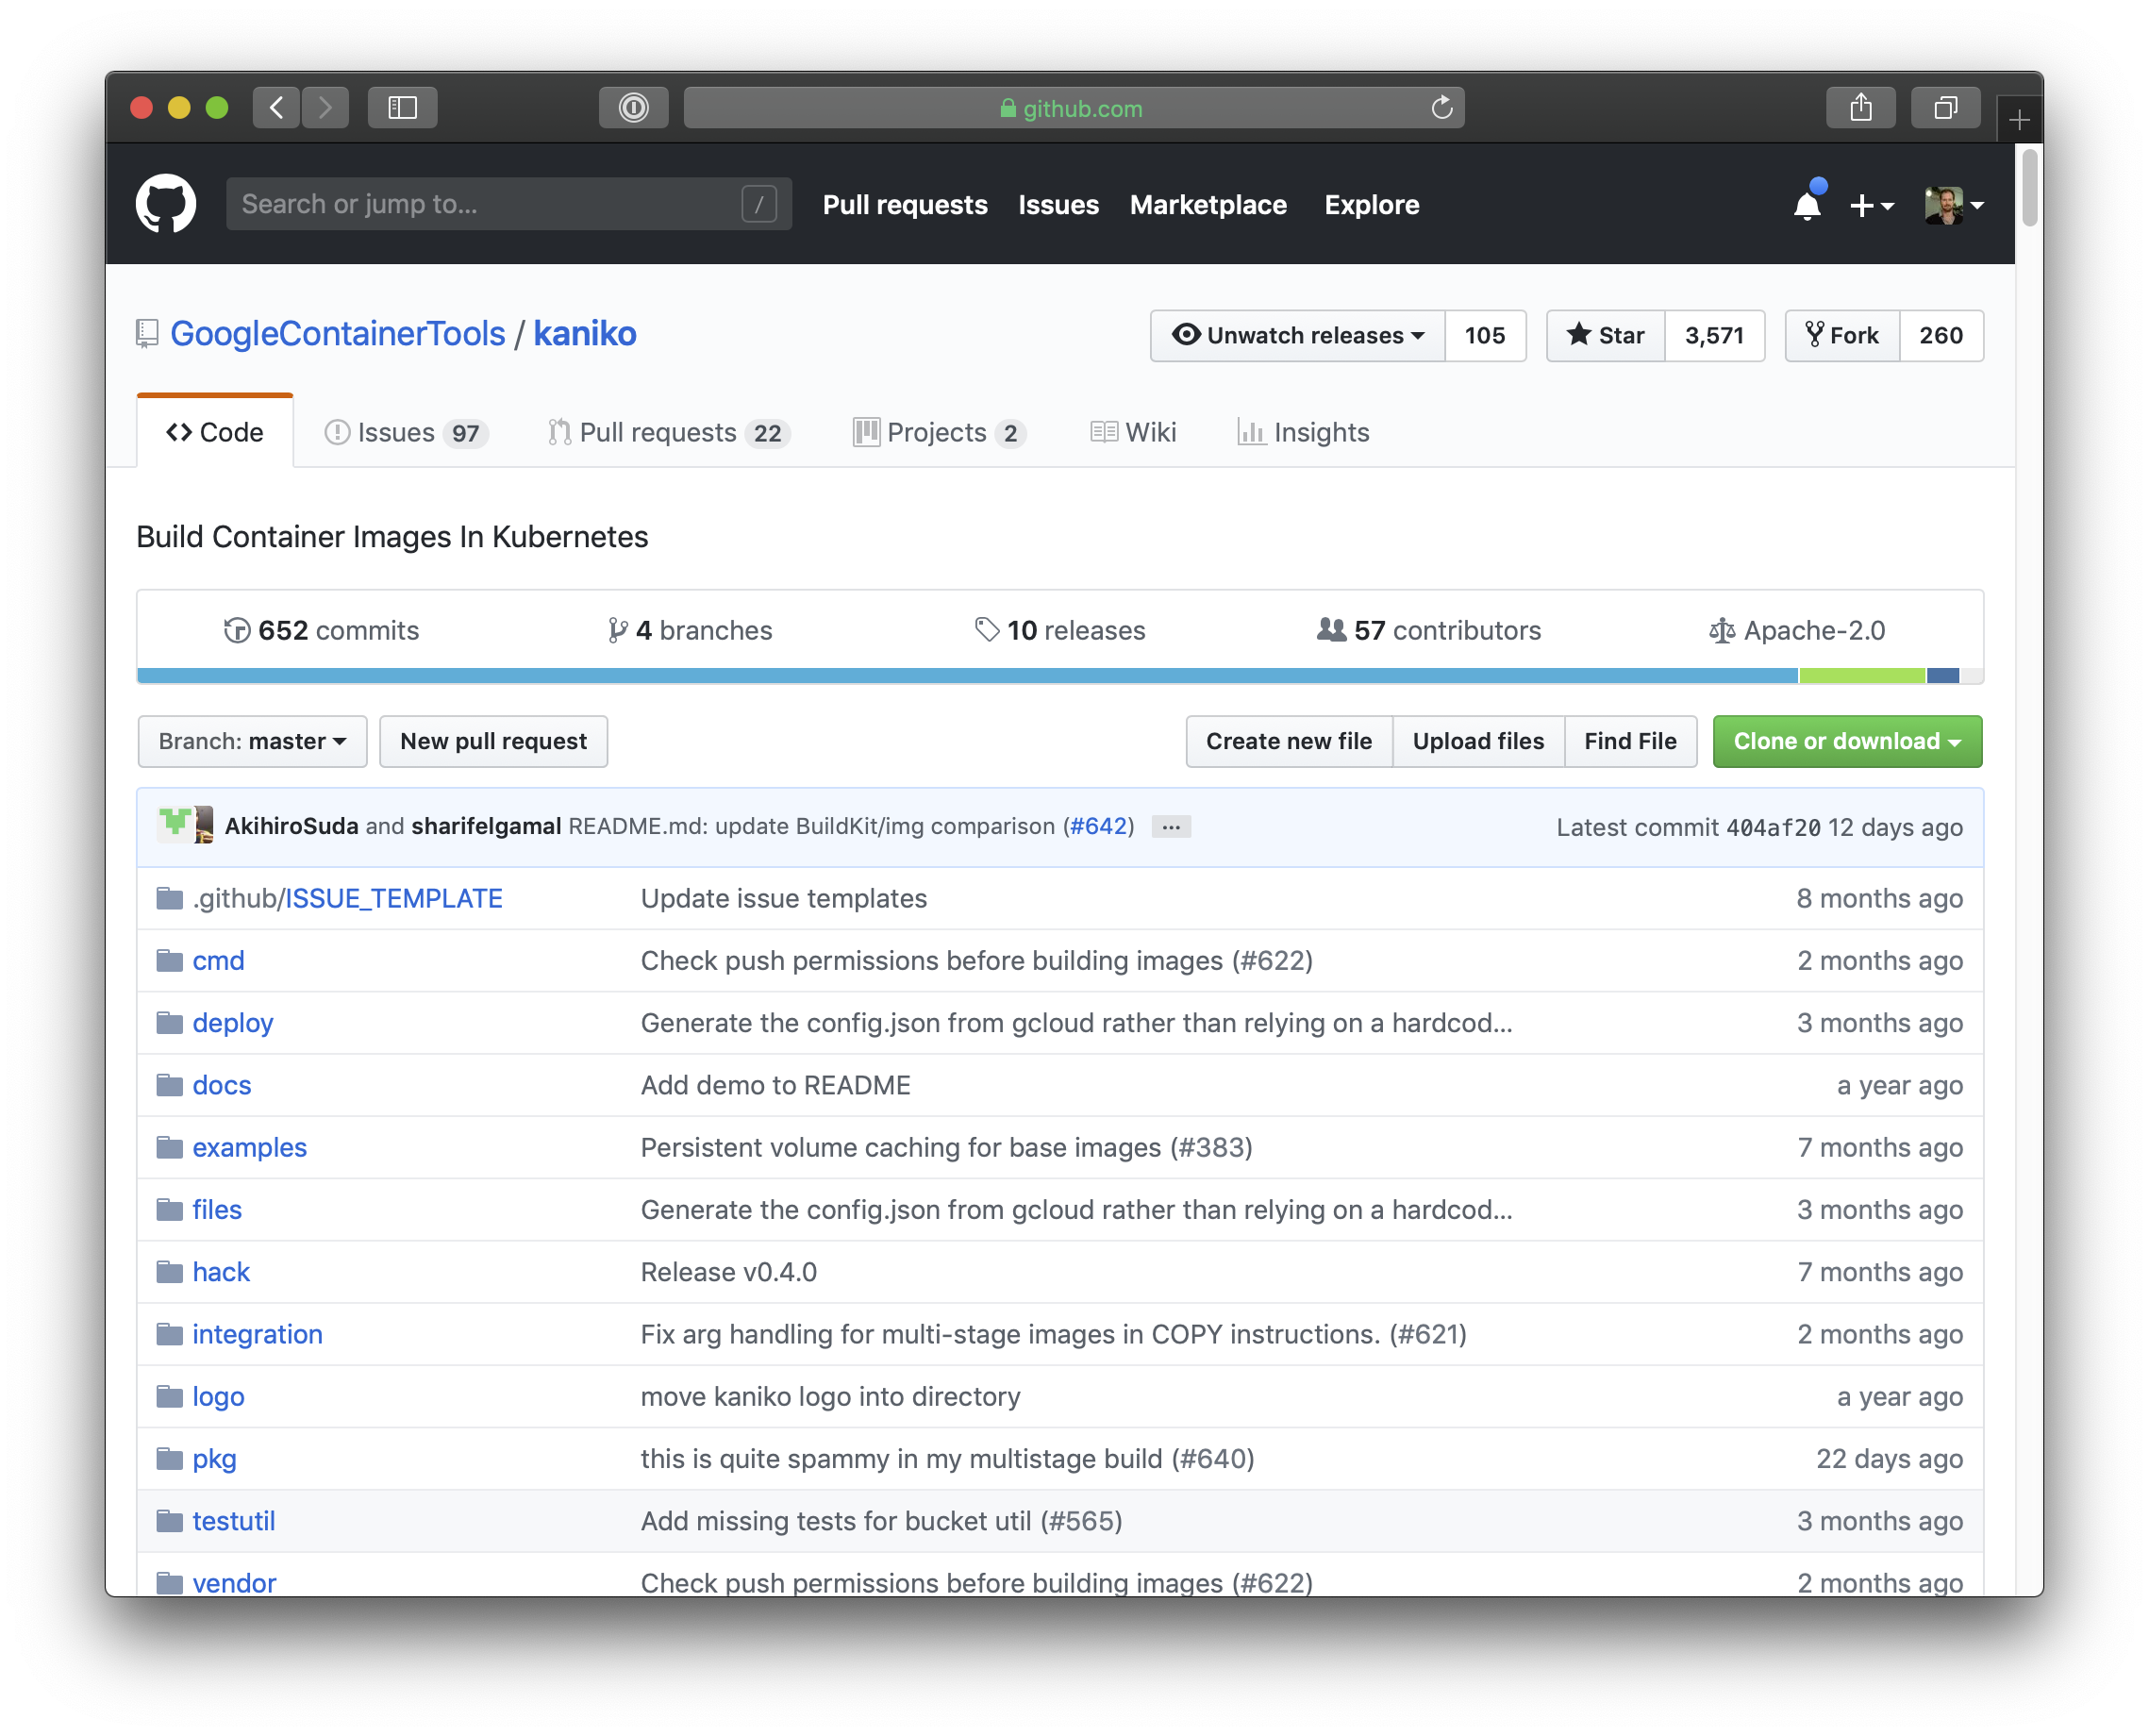 github.com
Search or jump to... /
Pull requests Issues Marketplace Explore
GoogleContainerTools / kaniko
Unwatch releases 105 Star 3,571 Fork 260
Code Issues 97 Pull requests 22 Projects 2 Wiki Insights
Build Container Images In Kubernetes
652 commits 4 branches 10 releases 57 contributors Apache-2.0
Branch: master New pull request Create new file Upload files Find File Clone or download
AkihiroSuda and sharifelgamal README.md: update BuildKit/img comparison (#642) ... Latest commit 404af20 12 days ago
.github/ISSUE_TEMPLATE Update issue templates 8 months ago
cmd Check push permissions before building images (#622) 2 months ago
deploy Generate the config.json from gcloud rather than relying on a hardcod... 3 months ago
docs Add demo to README a year ago
examples Persistent volume caching for base images (#383) 7 months ago
files Generate the config.json from gcloud rather than relying on a hardcod... 3 months ago
hack Release v0.4.0 7 months ago
integration Fix arg handling for multi-stage images in COPY instructions. (#621) 2 months ago
logo move kaniko logo into directory a year ago
pkg this is quite spammy in my multistage build (#640) 22 days ago
testutil Add missing tests for bucket util (#565) 3 months ago
vendor Check push permissions before building images (#622) 2 months ago